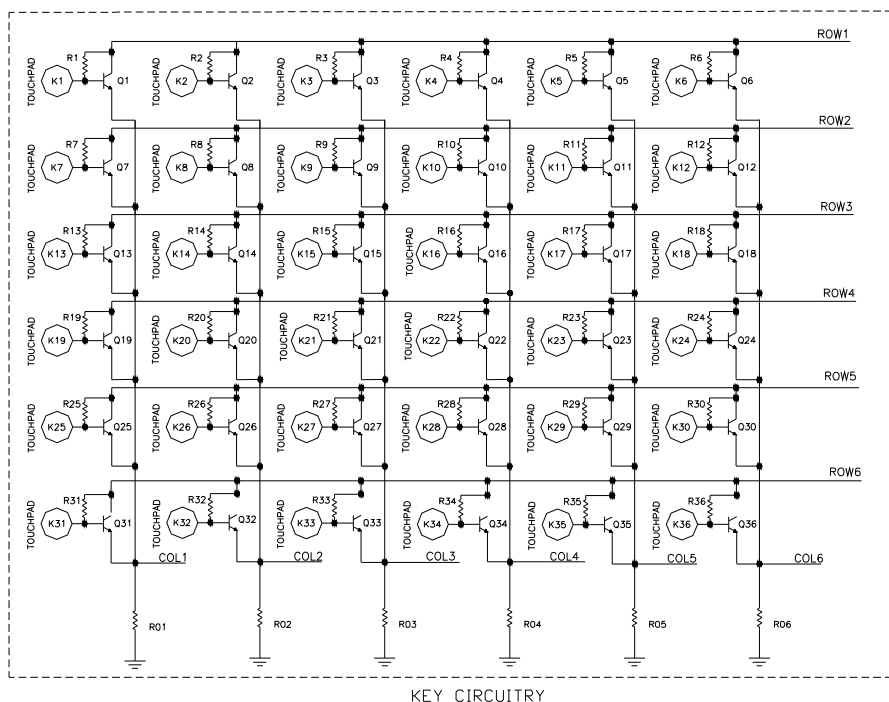 ROW1
R1 R2 R3 R4 R5 R6
TOUCHPAD K1 Q1 TOUCHPAD K2 Q2 TOUCHPAD K3 Q3 TOUCHPAD K4 Q4 TOUCHPAD K5 Q5 TOUCHPAD K6 Q6
ROW2
R7 R8 R9 R10 R11 R12
TOUCHPAD K7 Q7 TOUCHPAD K8 Q8 TOUCHPAD K9 Q9 TOUCHPAD K10 Q10 TOUCHPAD K11 Q11 TOUCHPAD K12 Q12
ROW3
R13 R14 R15 R16 R17 R18
TOUCHPAD K13 Q13 TOUCHPAD K14 Q14 TOUCHPAD K15 Q15 TOUCHPAD K16 Q16 TOUCHPAD K17 Q17 TOUCHPAD K18 Q18
ROW4
R19 R20 R21 R22 R23 R24
TOUCHPAD K19 Q19 TOUCHPAD K20 Q20 TOUCHPAD K21 Q21 TOUCHPAD K22 Q22 TOUCHPAD K23 Q23 TOUCHPAD K24 Q24
ROW5
R25 R26 R27 R28 R29 R30
TOUCHPAD K25 Q25 TOUCHPAD K26 Q26 TOUCHPAD K27 Q27 TOUCHPAD K28 Q28 TOUCHPAD K29 Q29 TOUCHPAD K30 Q30
ROW6
R31 R32 R33 R34 R35 R36
TOUCHPAD K31 Q31 TOUCHPAD K32 Q32 TOUCHPAD K33 Q33 TOUCHPAD K34 Q34 TOUCHPAD K35 Q35 TOUCHPAD K36 Q36
COL1 COL2 COL3 COL4 COL5 COL6
R01 R02 R03 R04 R05 R06
KEY CIRCUITRY